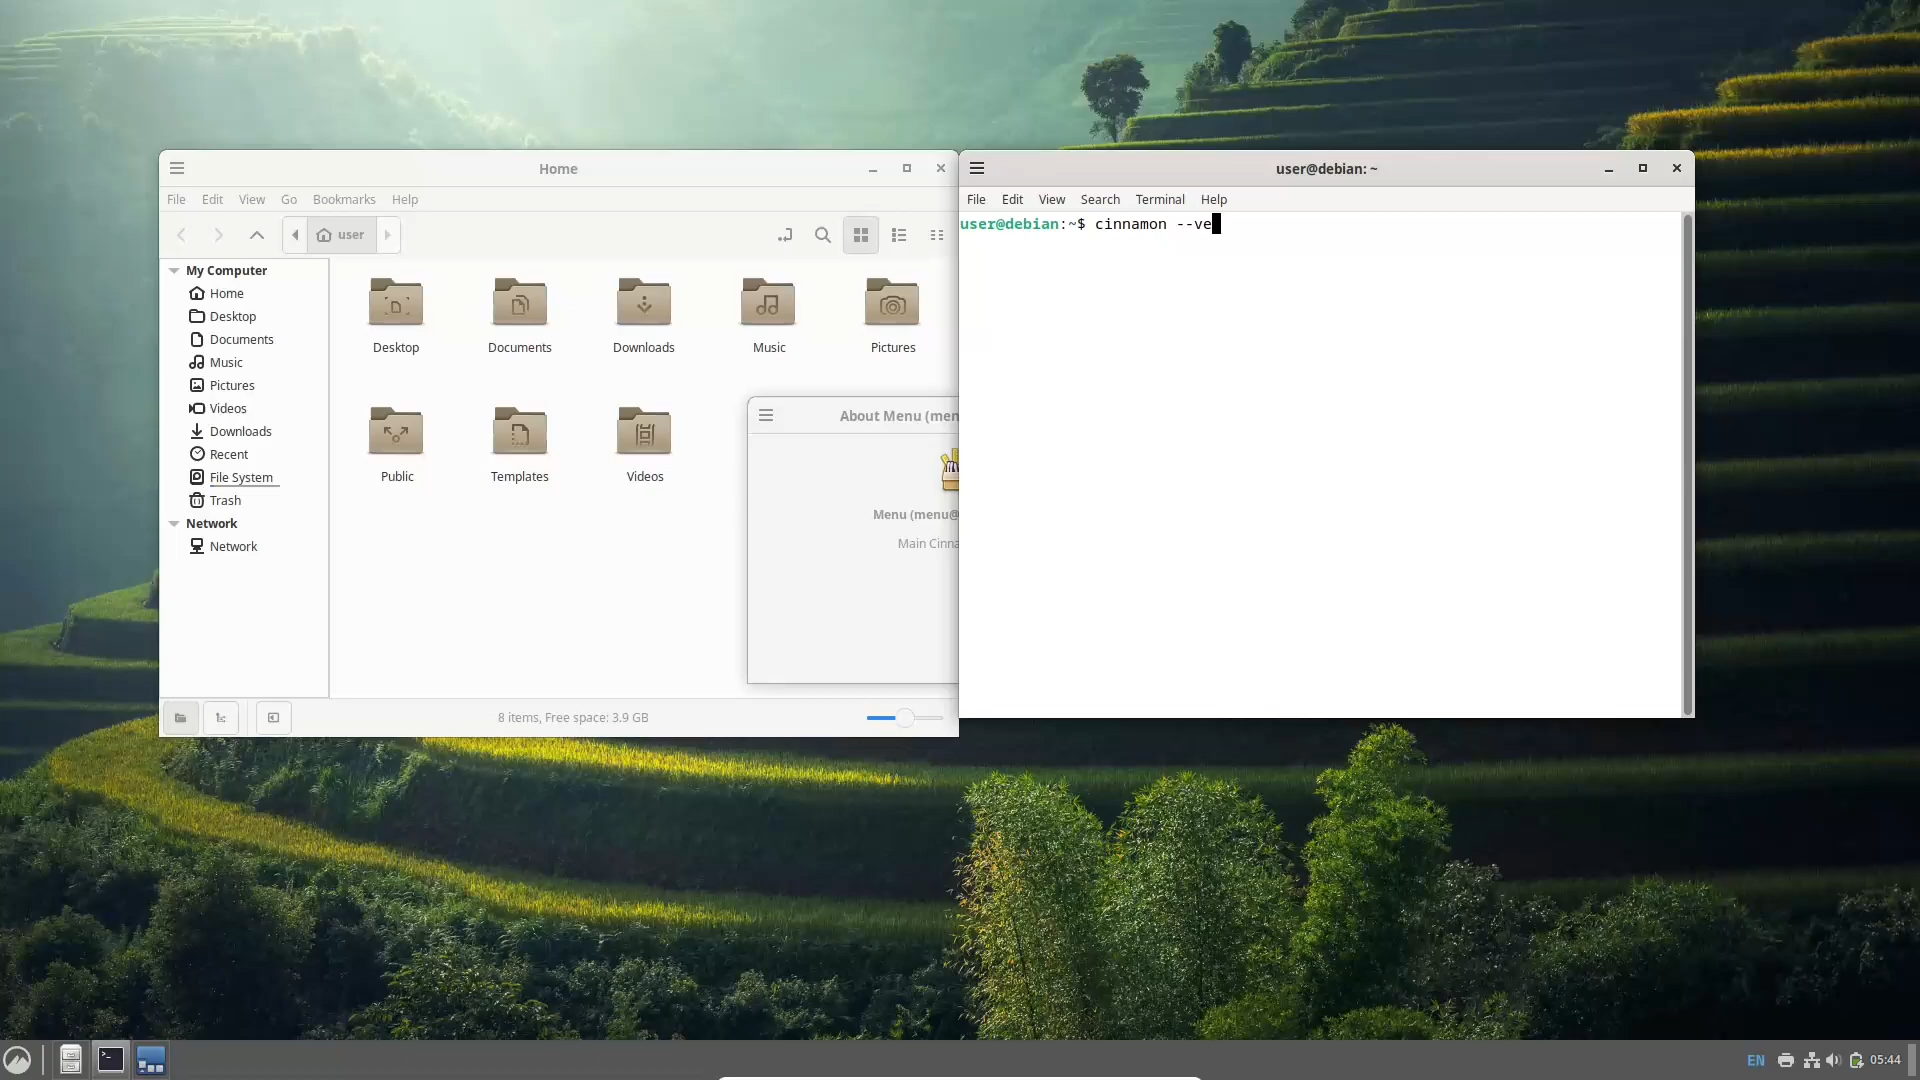 Home
File Edit View Go Bookmarks Help
user
My Computer
Home
Desktop
Documents
Music
Pictures
Videos
Downloads
Recent
File System
Trash
Network
Network
Desktop
Documents
Downloads
Music
Pictures
Public
Templates
Videos
8 items, Free space: 3.9 GB
About Menu (men
Menu (menu@
Main Cinna
user@debian: ~
File Edit View Search Terminal Help
user@debian:~$ cinnamon --ve
EN
05:44